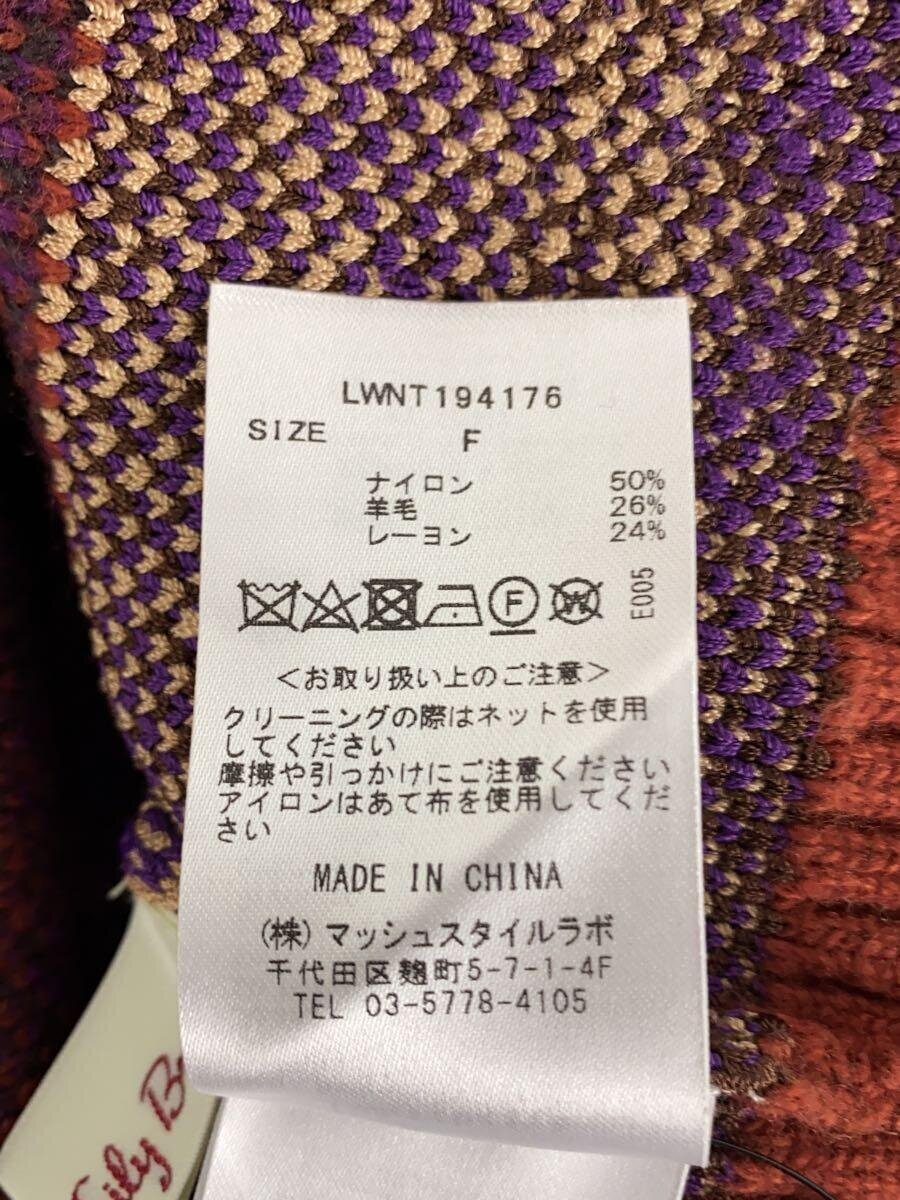 LWNT194176
SIZE F
ナイロン 50%
羊毛 26%
レーヨン 24%
F W E005
<お取り扱い上のご注意>
クリーニングの際はネットを使用
してください
摩擦や引っかけにご注意ください
アイロンはあて布を使用してくだ
さい
MADE IN CHINA
(株)マッシュスタイルラボ
千代田区麹町5-7-1-4F
TEL 03-5778-4105
Lily